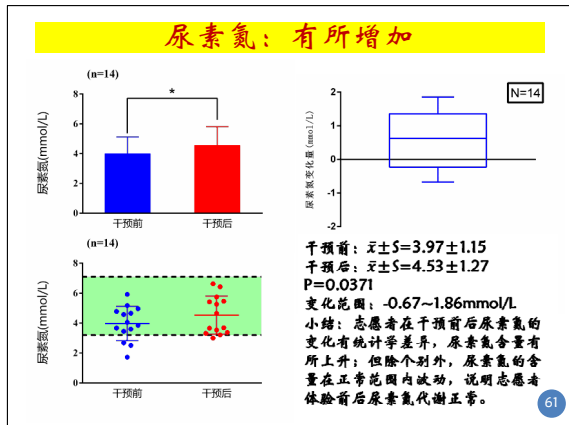 尿素氮：有所增加
(n=14)
*
尿素氮(mmol/L)
8
6
4
2
0
干预前
干预后
N=14
尿素氮变化量(mmol/L)
2
1
0
-1
-2
(n=14)
尿素氮(mmol/L)
8
6
4
2
0
干预前
干预后
干预前：x̄±S=3.97±1.15
干预后：x̄±S=4.53±1.27
P=0.0371
变化范围：-0.67~1.86mmol/L
小结：志愿者在干预前后尿素氮的
变化有统计学差异，尿素氮含量有
所上升；但除个别外，尿素氮的含
量在正常范围内波动，说明志愿者
体验前后尿素氮代谢正常。
61